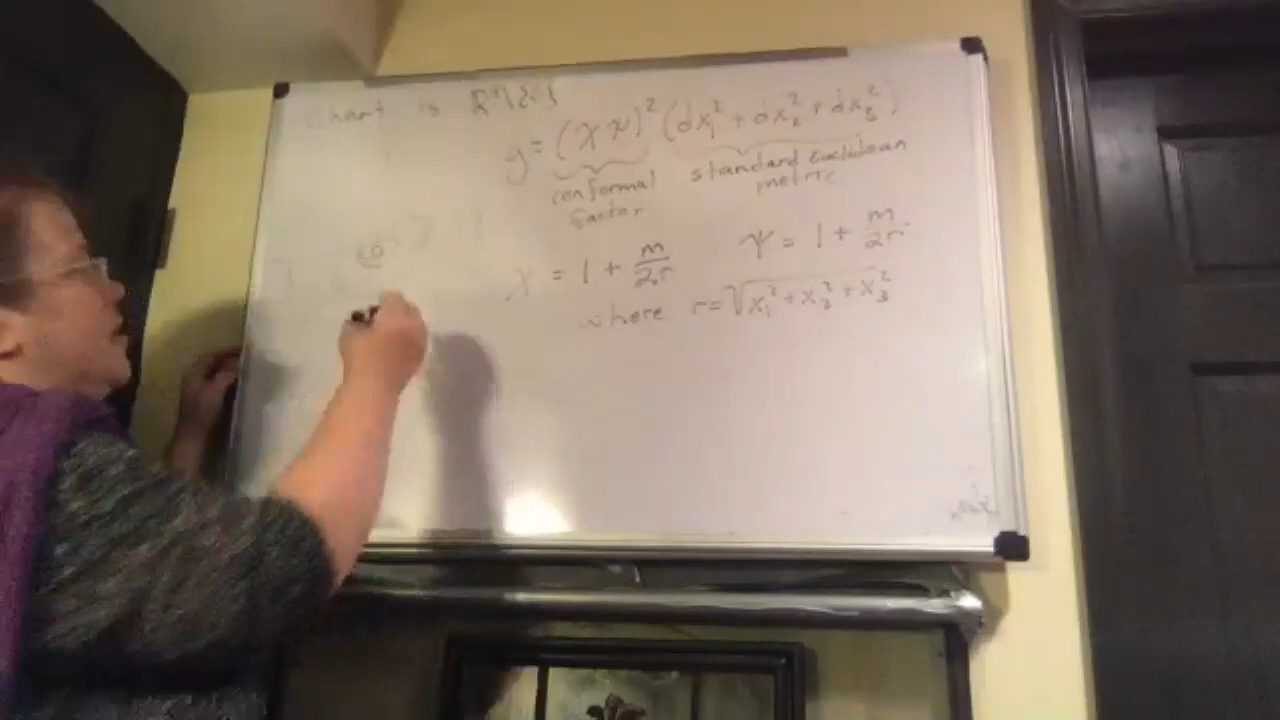 Chart is ℝ³\{0}
g = (χψ)² (dx₁² + dx₂² + dx₃²)
conformal factor
standard Euclidean metric
χ = 1 + m/2r
ψ = 1 + m/2r
where r = √x₁² + x₂² + x₃²